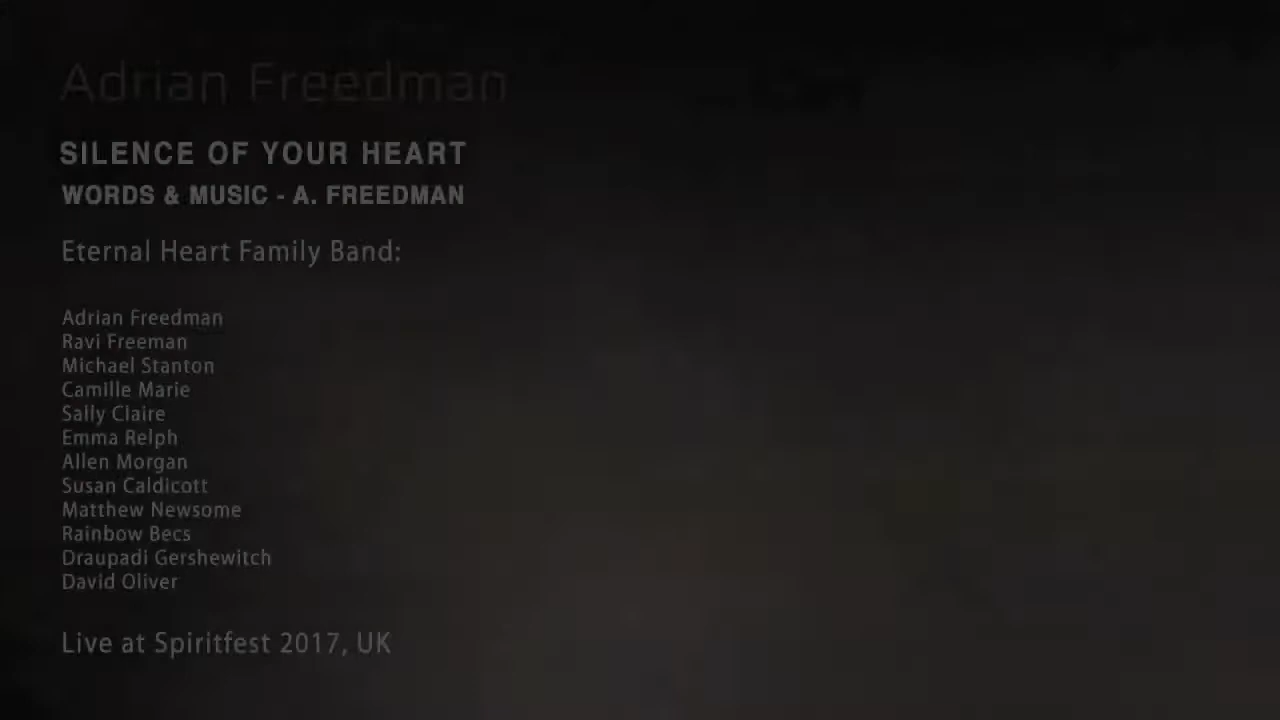 Adrian Freedman
SILENCE OF YOUR HEART
WORDS & MUSIC - A. FREEDMAN
Eternal Heart Family Band:
Adrian Freedman
Ravi Freeman
Michael Stanton
Camille Marie
Sally Claire
Emma Relph
Allen Morgan
Susan Caldicott
Matthew Newsome
Rainbow Becs
Draupadi Gershewitch
David Oliver
Live at Spiritfest 2017, UK